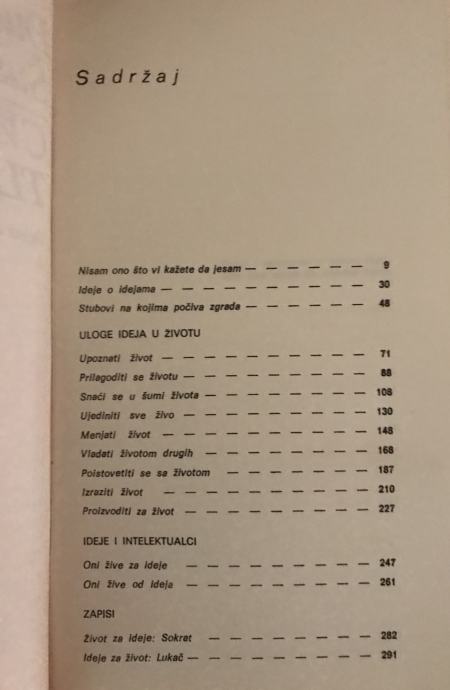 Sadržaj
Nisam ono što vi kažete da jesam — — — — — — 9
Ideje o idejama — — — — — — — — — — 30
Stubovi na kojima počiva zgrada — — — — — — 48
ULOGE IDEJA U ŽIVOTU
Upoznati život — — — — — — — — — — 71
Prilagoditi se životu — — — — — — — — — 88
Snaći se u šumi života — — — — — — — — 108
Ujediniti sve živo — — — — — — — — — 130
Menjati život — — — — — — — — — — 148
Vladati životom drugih — — — — — — — — 168
Poistovetiti se sa životom — — — — — — — 187
Izraziti život — — — — — — — — — — 210
Proizvoditi za život — — — — — — — — — 227
IDEJE I INTELEKTUALCI
Oni žive za ideje — — — — — — — — — 247
Oni žive od ideja — — — — — — — — — 261
ZAPISI
Život za ideje: Sokrat — — — — — — — — 282
Ideje za život: Lukač — — — — — — — — — 291